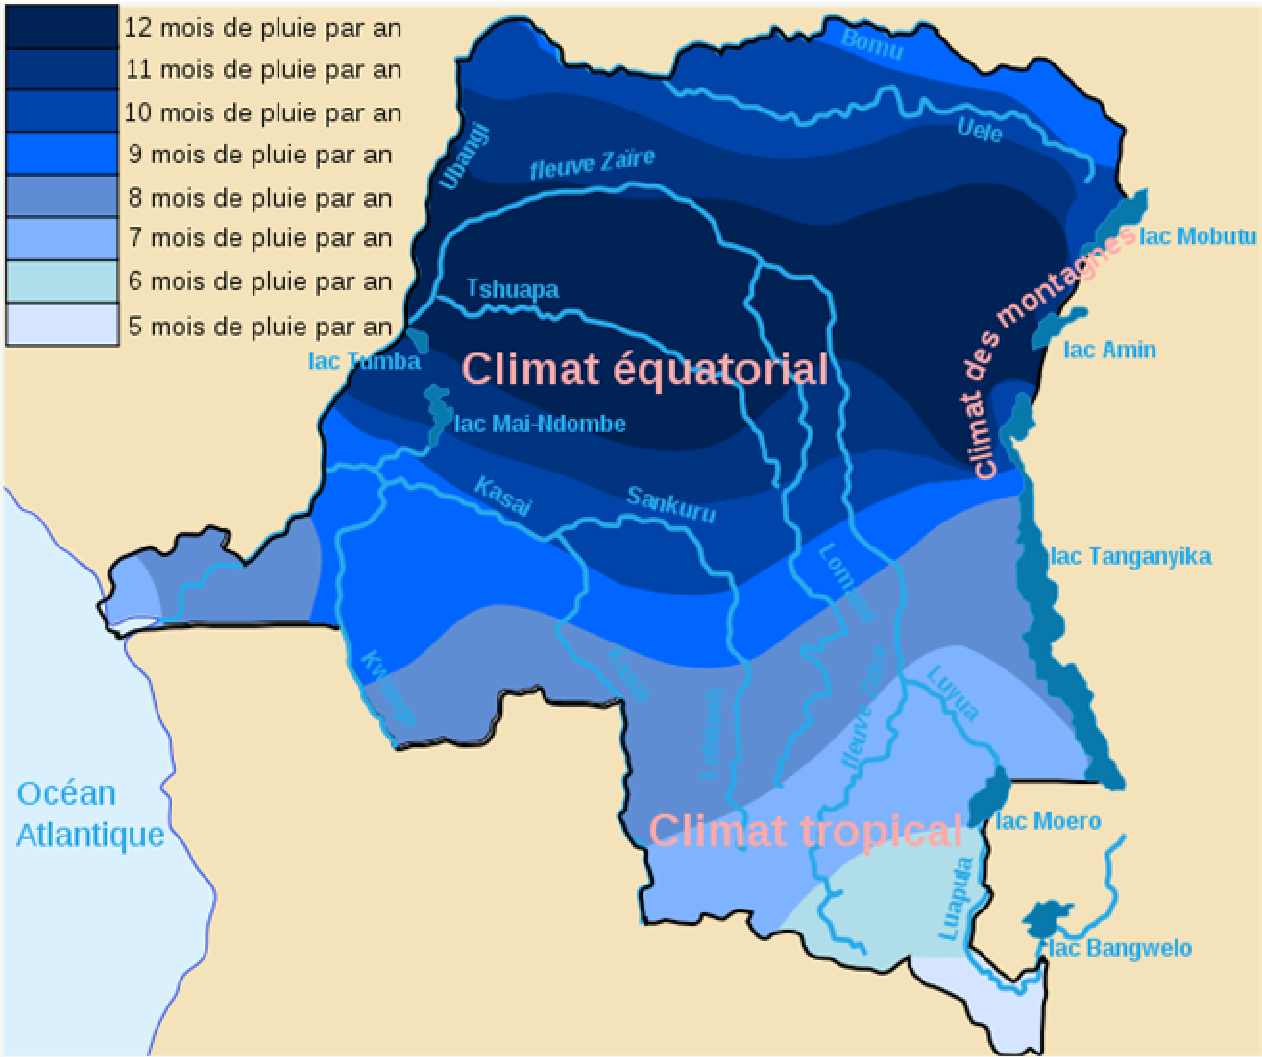 12 mois de pluie par an
11 mois de pluie par an
10 mois de pluie par an
9 mois de pluie par an
8 mois de pluie par an
7 mois de pluie par an
6 mois de pluie par an
5 mois de pluie par an
Bomu
Uele
Ubangi
fleuve Zaïre
lac Mobutu
Tshuapa
Climat des montagnes
lac Amin
lac Tumba
Climat équatorial
lac Mai-Ndombe
Kasai
Sankuru
lac Tanganyika
Lomami
Kwango
Kasai
Lubilash
fleuve Zaïre
Luvua
Océan
Atlantique
Climat tropical
lac Moero
Luapula
lac Bangwelo